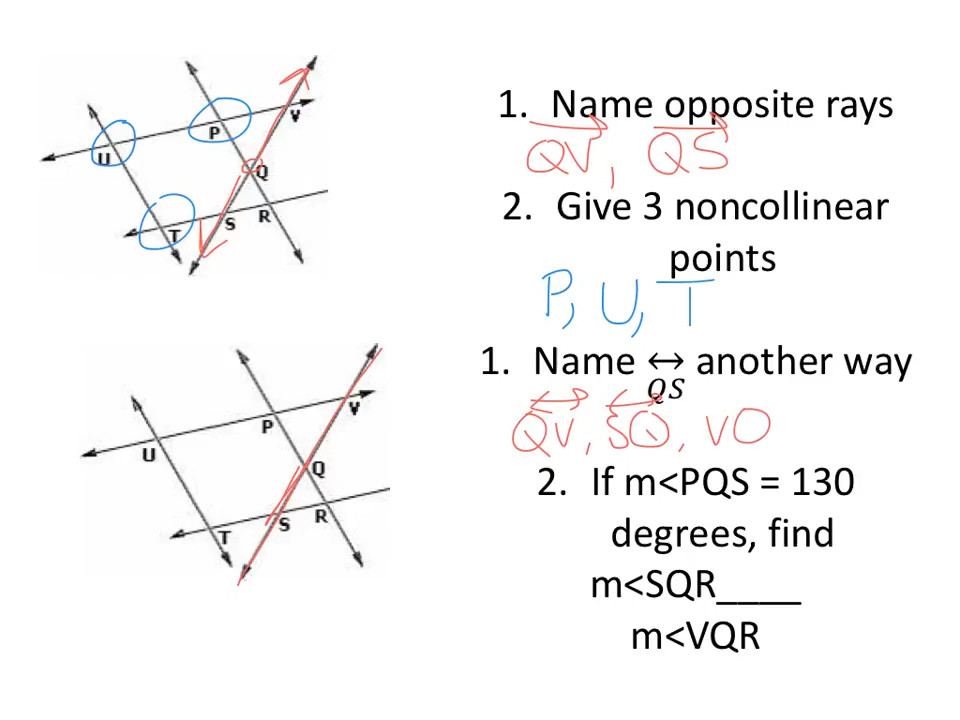 1. Name opposite rays
QV, QS
2. Give 3 noncollinear
points
P, U, T
V
P
U
Q
S
R
T
1. Name ↔ another way
QS
QV, SQ, VO
2. If m<PQS = 130
degrees, find
m<SQR____
m<VQR
V
P
U
Q
S
R
T